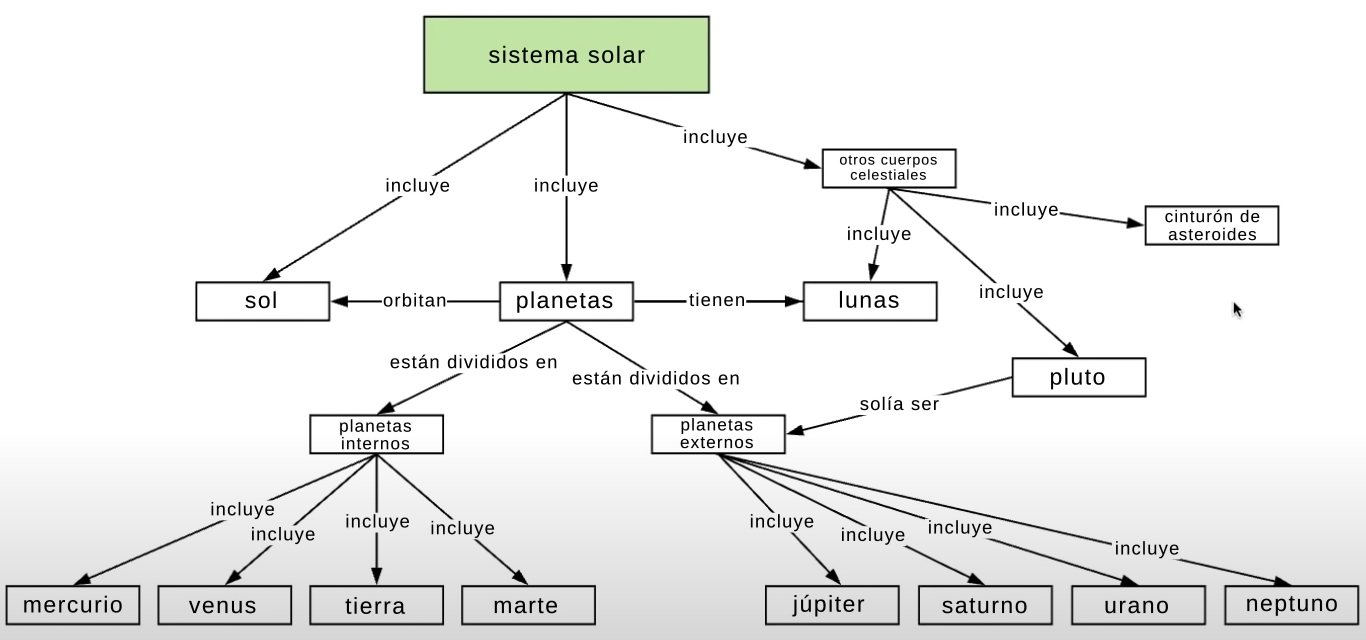 sistema solar
incluye
otros cuerpos
celestiales
incluye
incluye
incluye
cinturón de
asteroides
incluye
incluye
sol
orbitan
planetas
tienen
lunas
están divididos en
están divididos en
pluto
solía ser
planetas
internos
planetas
externos
incluye
incluye
incluye
incluye
incluye
incluye
incluye
incluye
mercurio
venus
tierra
marte
júpiter
saturno
urano
neptuno